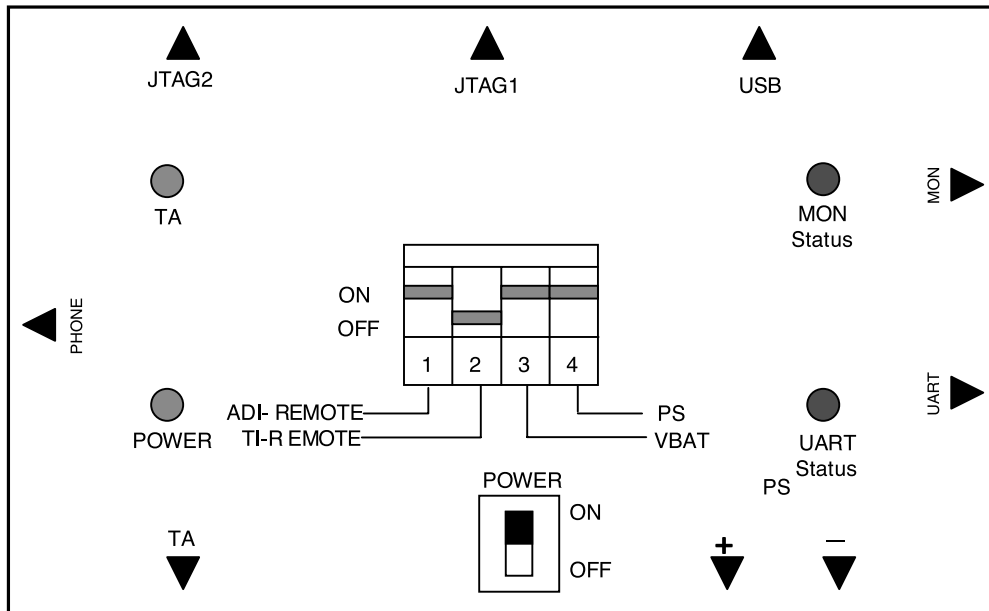 JTAG2
JTAG1
USB
TA
MON
Status
MON
ON
OFF
PHONE
1 2 3 4
ADI- REMOTE
TI-R EMOTE
PS
VBAT
POWER
UART
Status
UART
PS
POWER
ON
OFF
TA
+ −